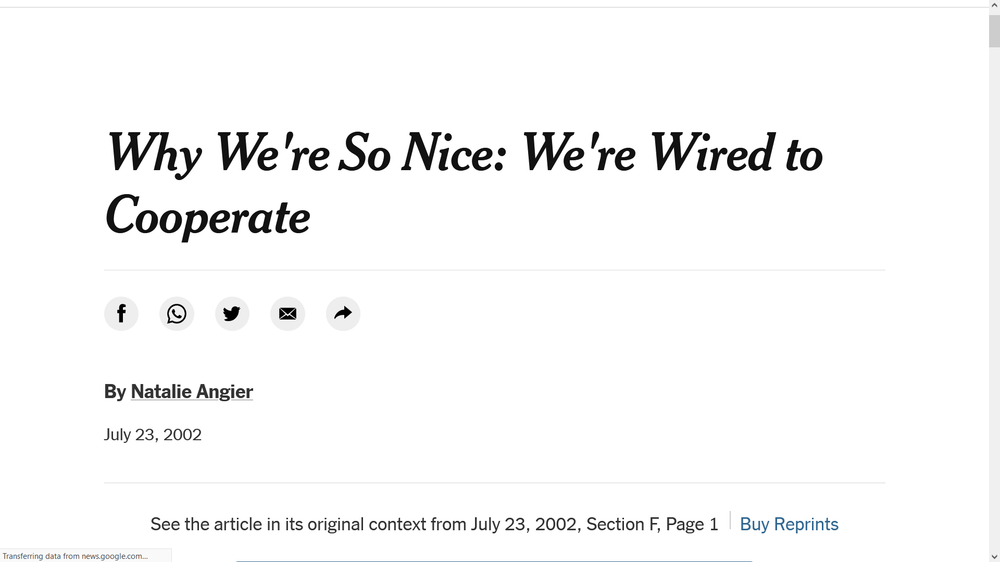 Why We're So Nice: We're Wired to
Cooperate
By Natalie Angier
July 23, 2002
See the article in its original context from July 23, 2002, Section F, Page 1
Buy Reprints
Transferring data from news.google.com...